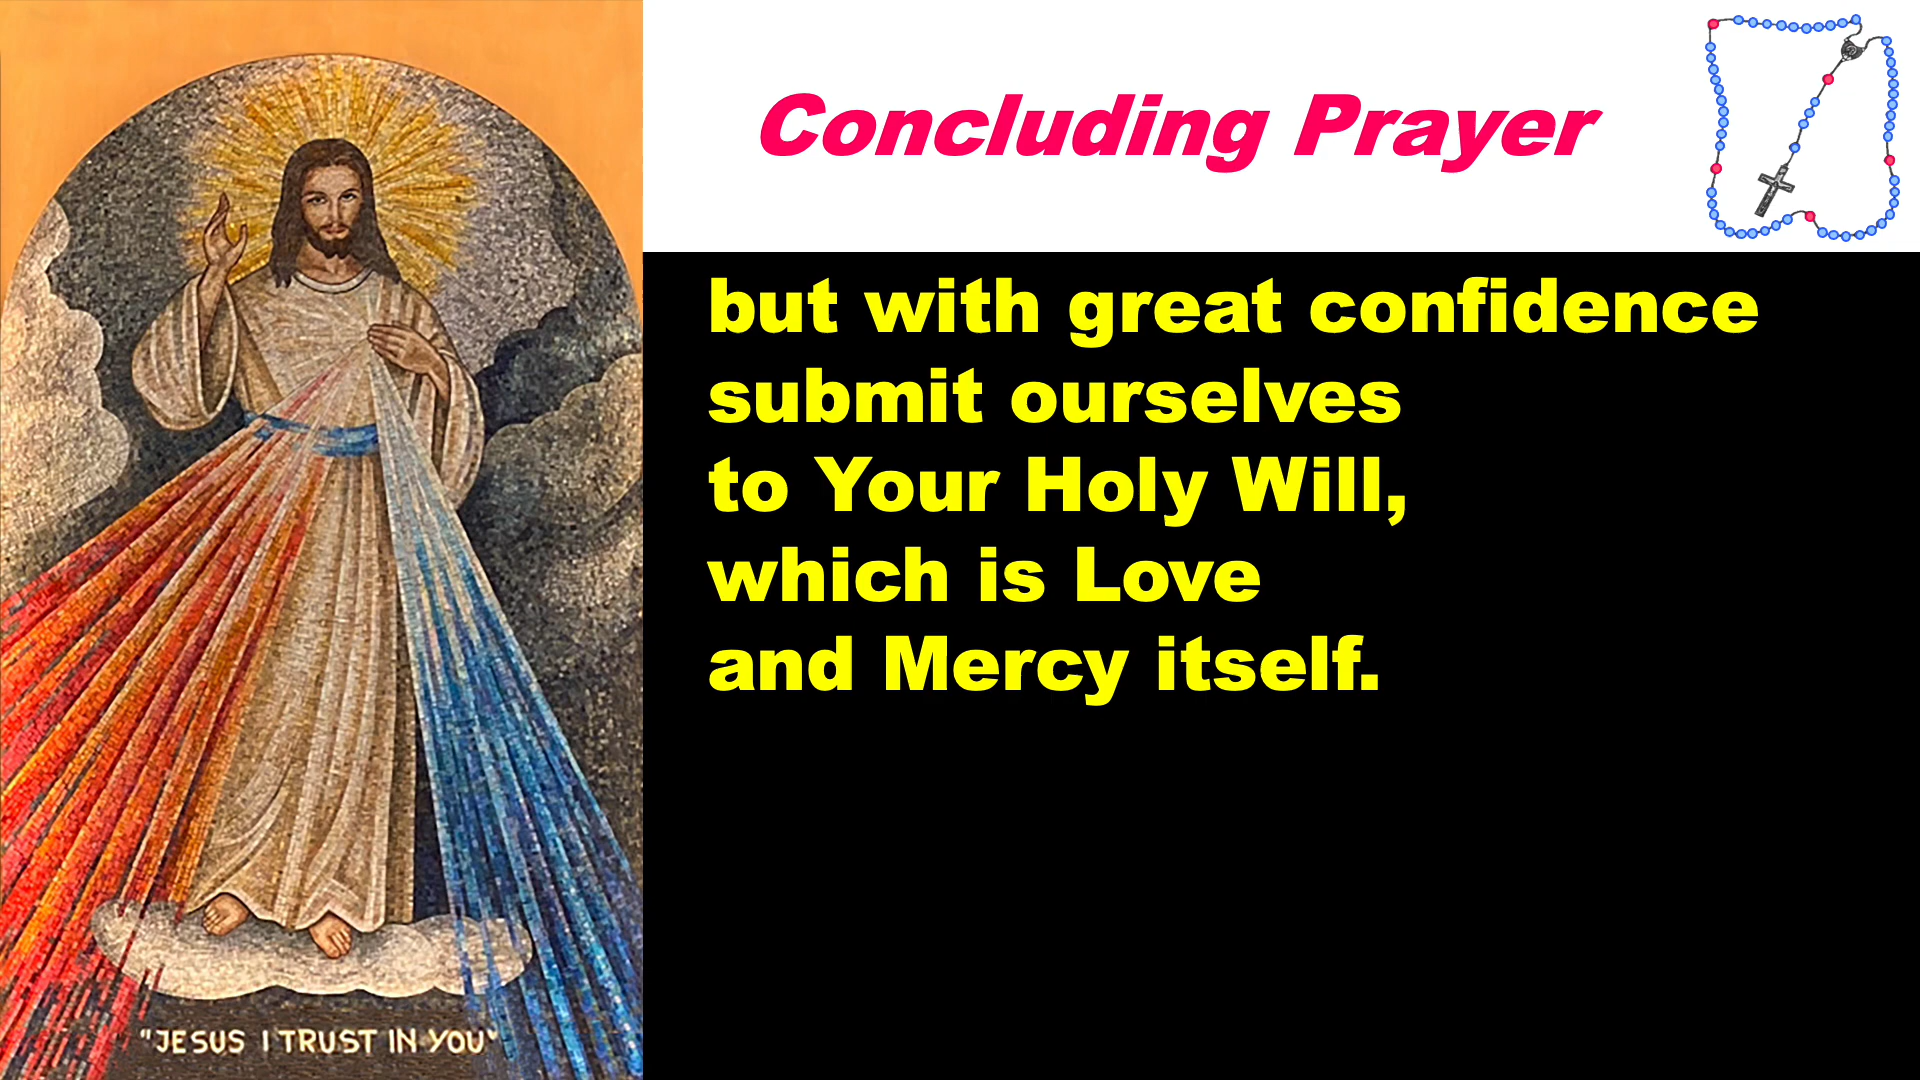 Concluding Prayer
but with great confidence
submit ourselves
to Your Holy Will,
which is Love
and Mercy itself.
"JESUS I TRUST IN YOU"